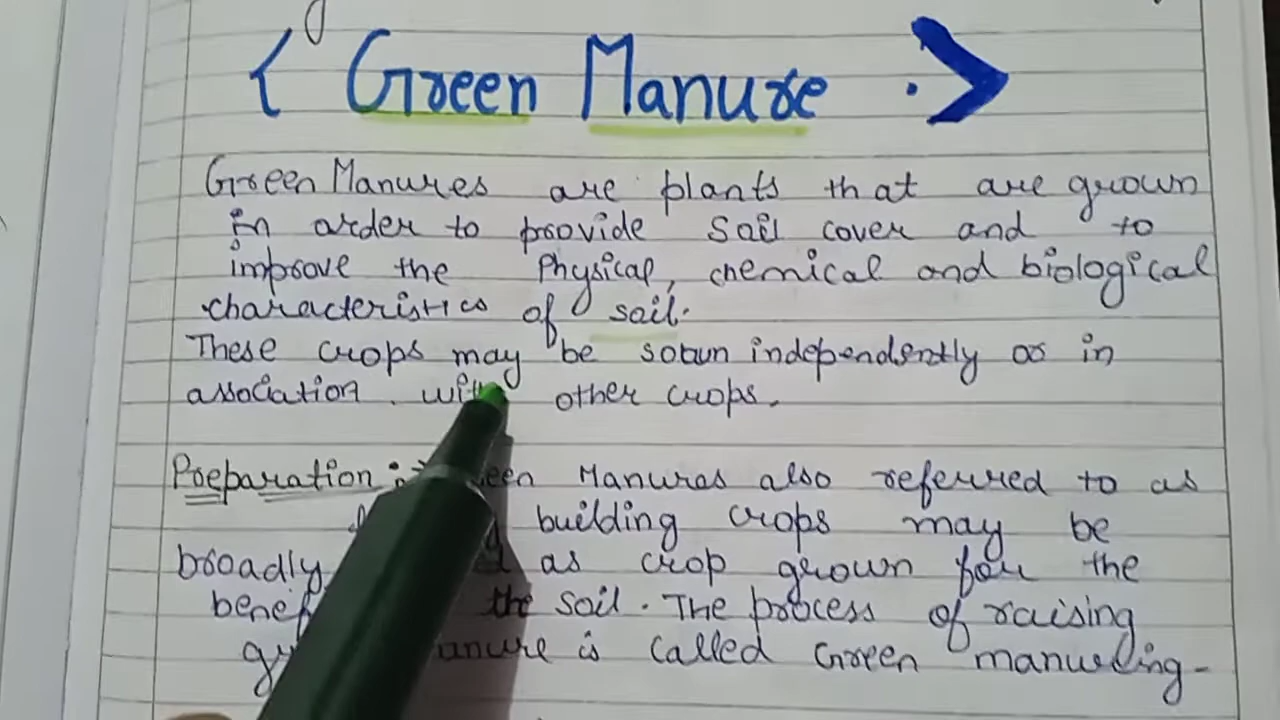 { Green Manure . >
Green Manures are plants that are grown
in order to provide Soil cover and to
improve the Physical, chemical and biological
characteristics of soil.
These crops may be sown independently or in
association with other crops.
Preparation :- Manures also referred to as
building crops may be
broadly as crop grown for the
the soil. The process of raising
manure is called Green manuring-